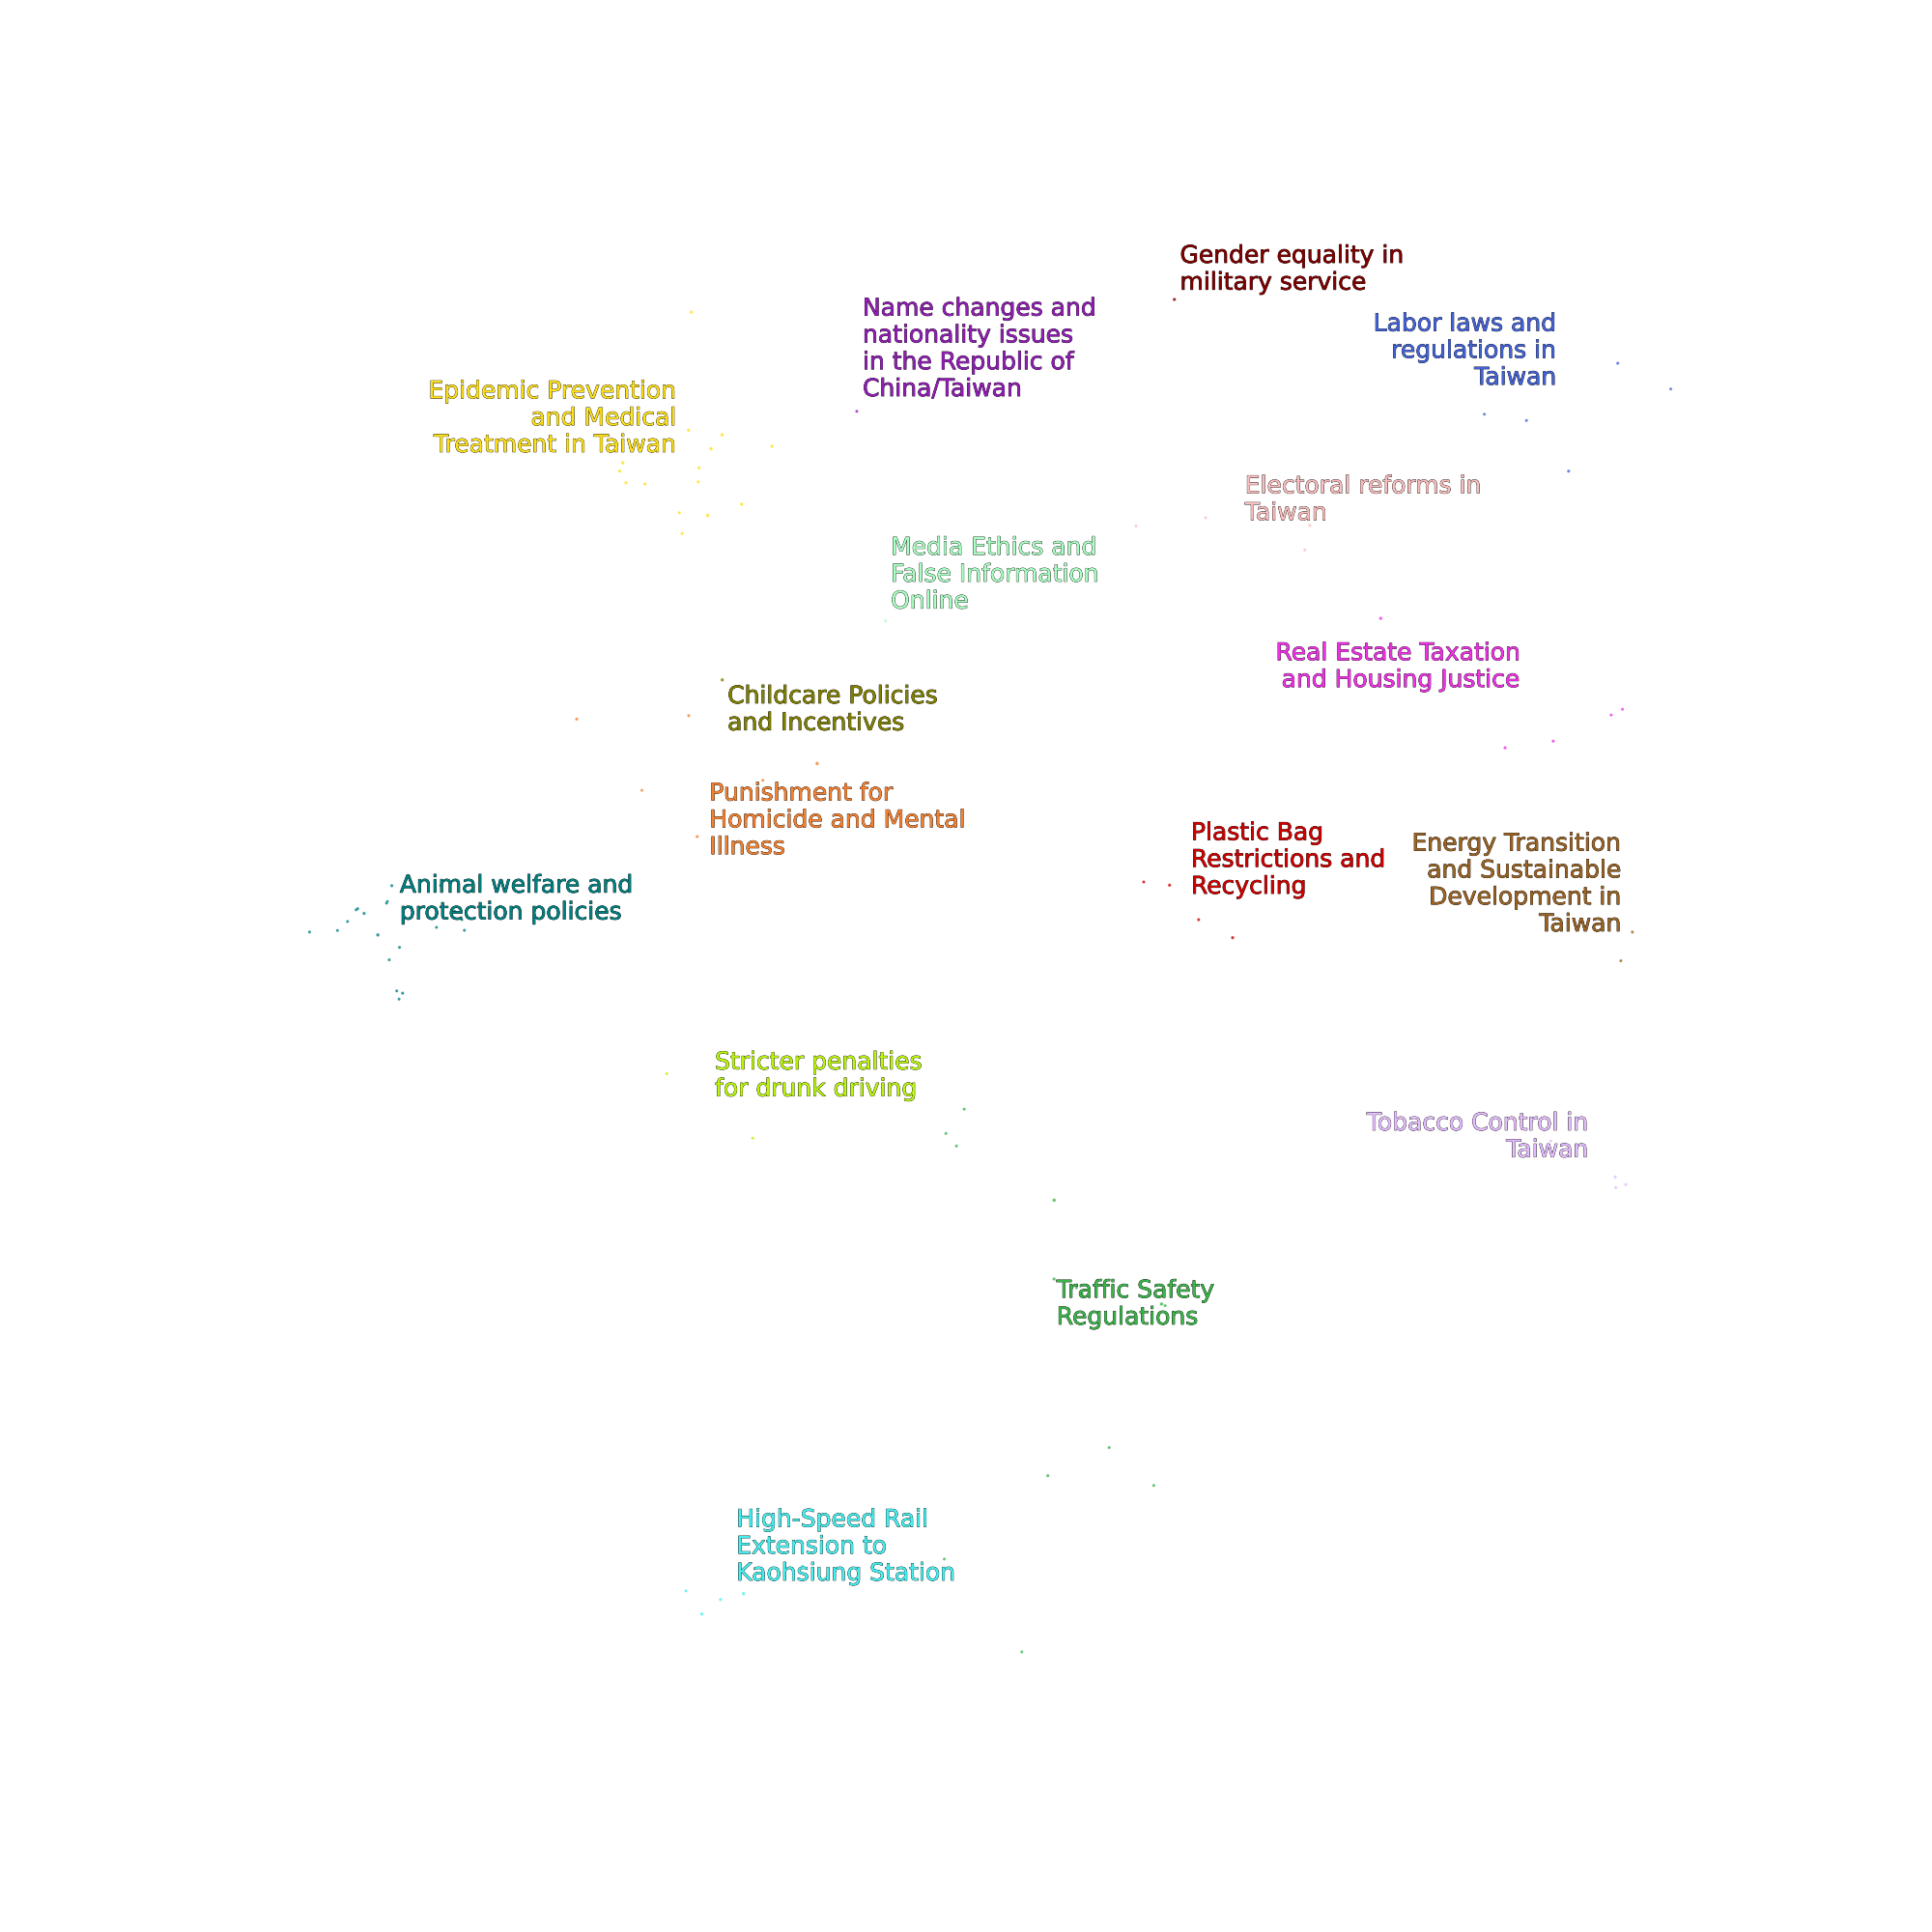 Gender equality in
military service
Name changes and
nationality issues
in the Republic of
China/Taiwan
Labor laws and
regulations in
Taiwan
Epidemic Prevention
and Medical
Treatment in Taiwan
Electoral reforms in
Taiwan
Media Ethics and
False Information
Online
Real Estate Taxation
and Housing Justice
Childcare Policies
and Incentives
Punishment for
Homicide and Mental
Illness
Plastic Bag
Restrictions and
Recycling
Energy Transition
and Sustainable
Development in
Taiwan
Animal welfare and
protection policies
Stricter penalties
for drunk driving
Tobacco Control in
Taiwan
Traffic Safety
Regulations
High-Speed Rail
Extension to
Kaohsiung Station